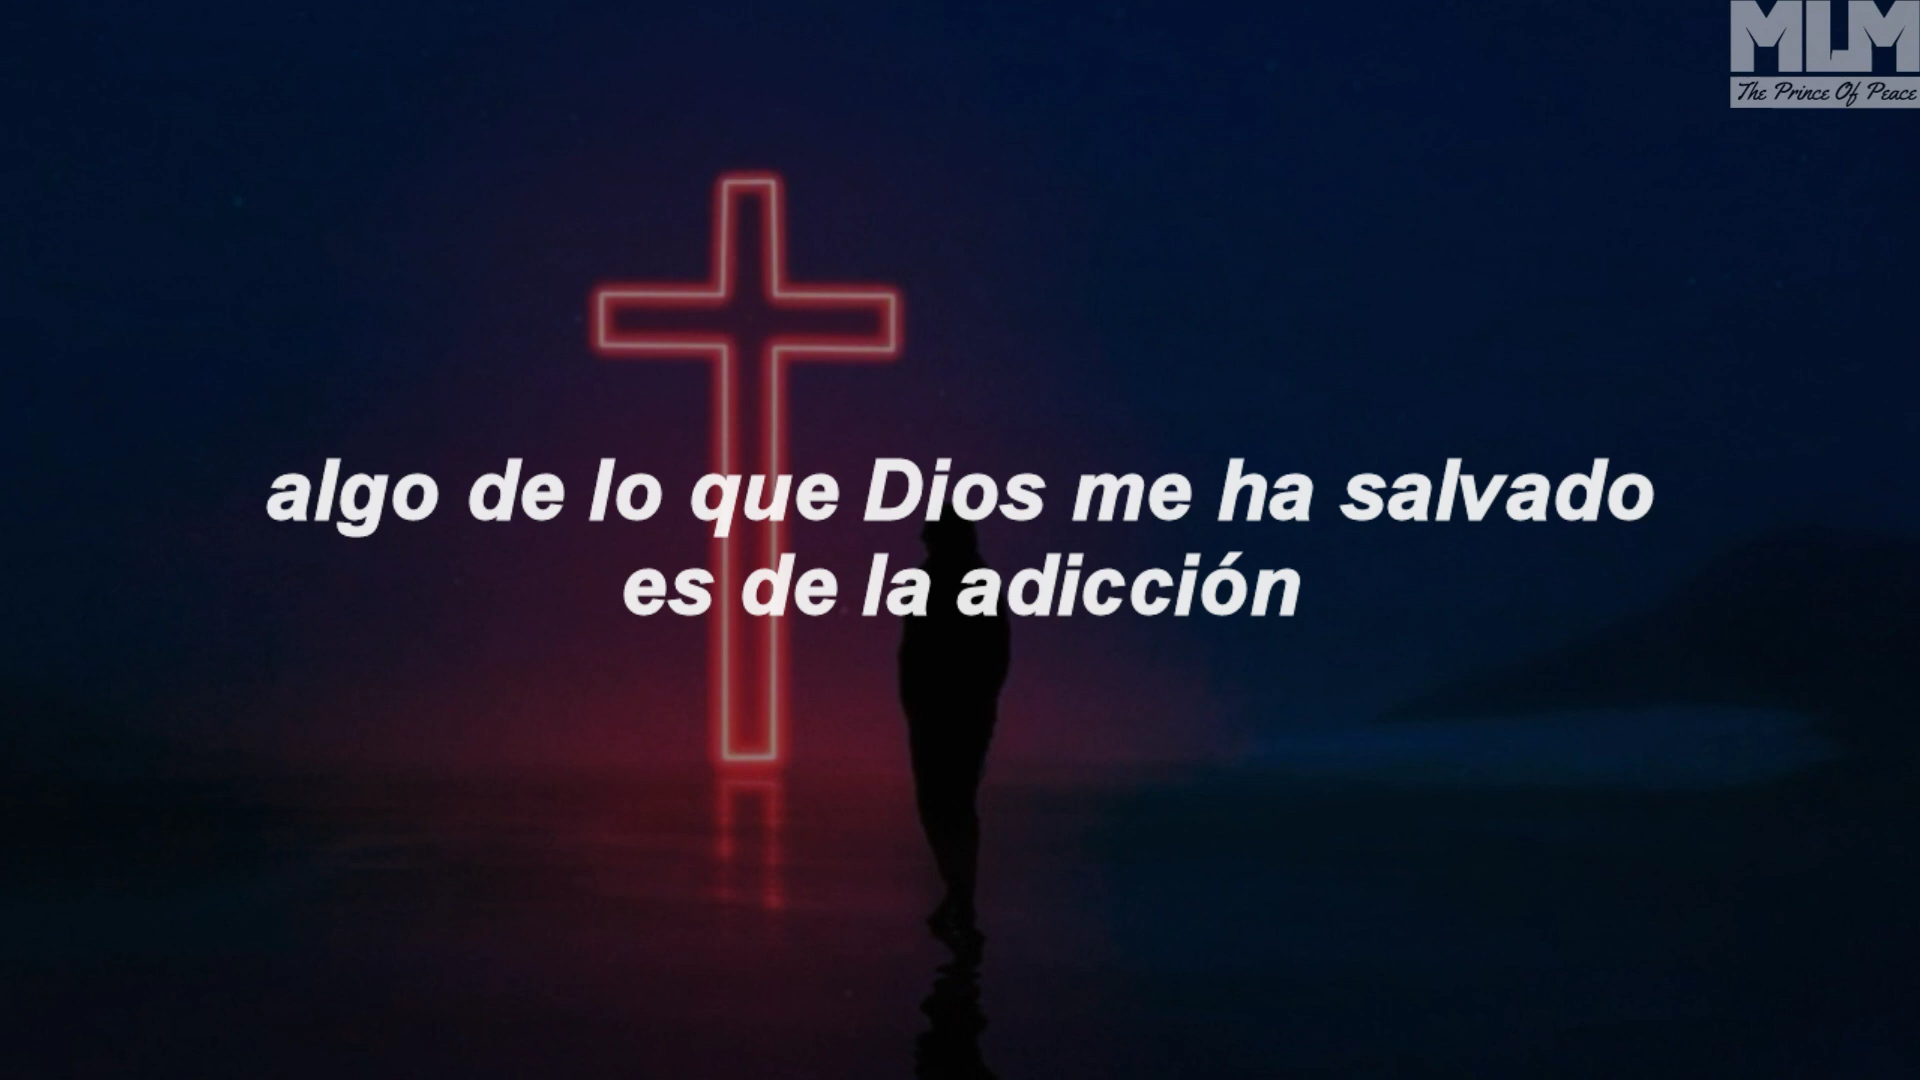 MLM
The Prince Of Peace
algo de lo que Dios me ha salvado
es de la adicción